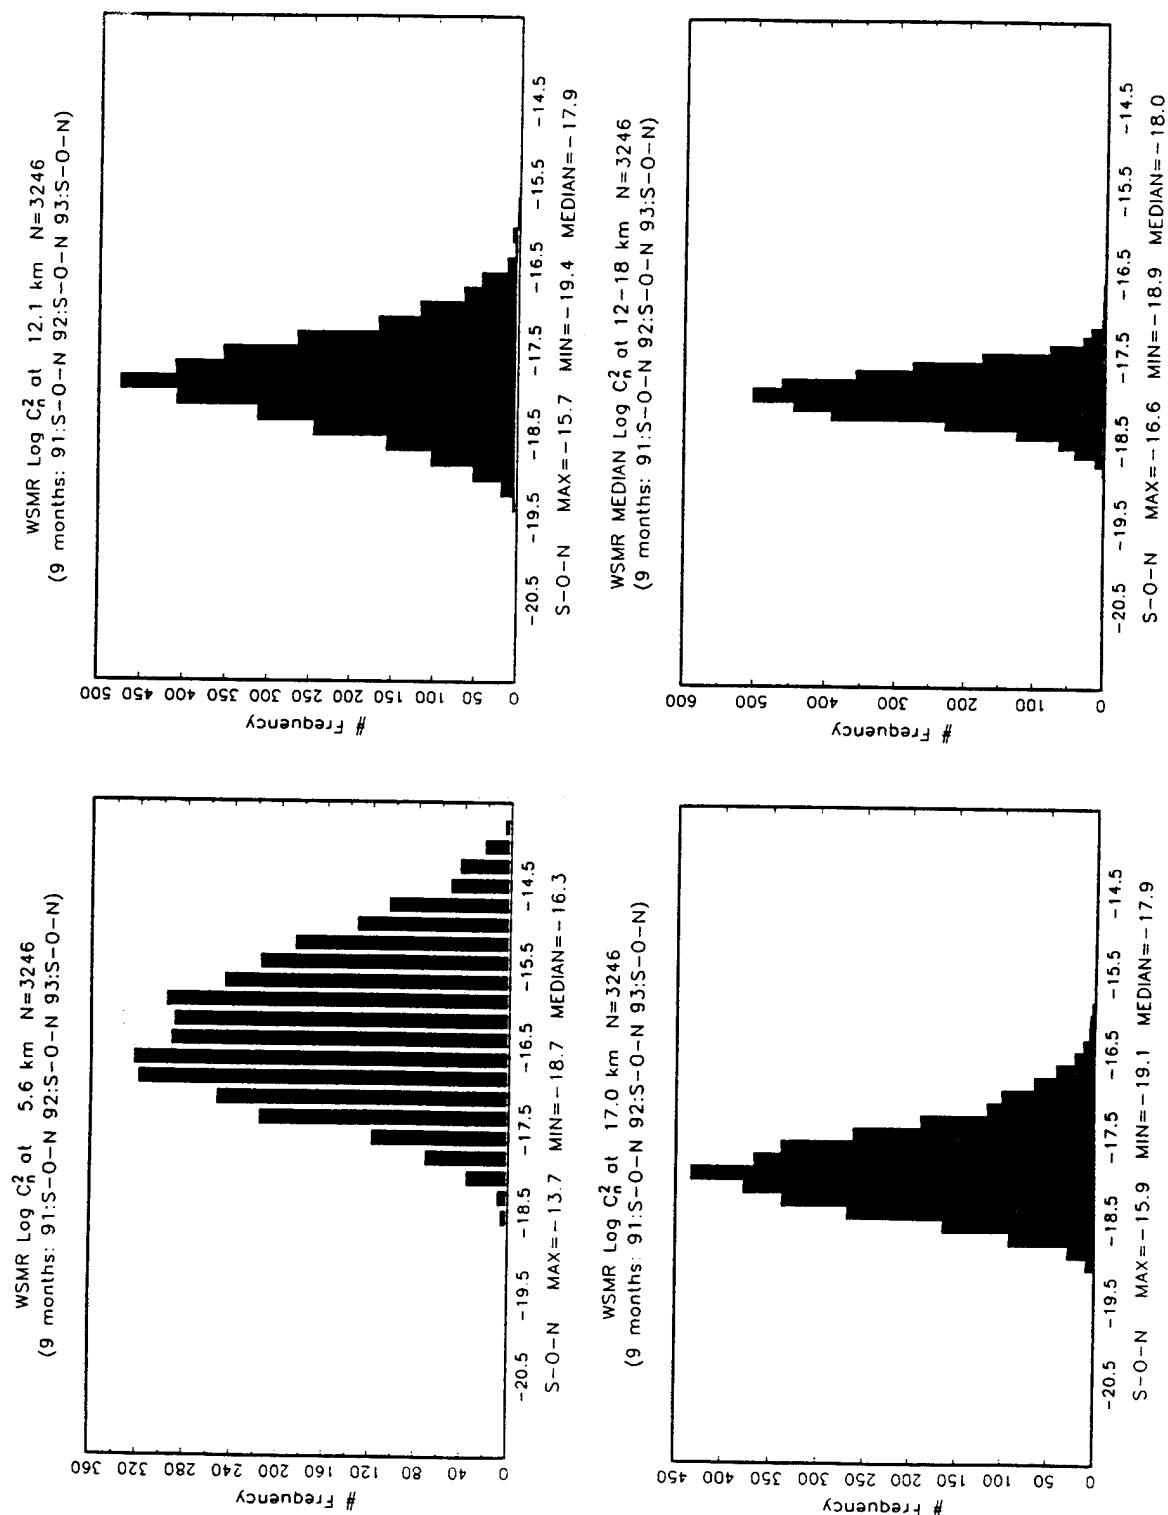 WSMR Log C_n^2 at 5.6 km N=3246
(9 months: 91:S-O-N 92:S-O-N 93:S-O-N)
# Frequency
360
320
280
240
200
160
120
80
40
0
-20.5 -19.5 -18.5 -17.5 -16.5 -15.5 -14.5
S-O-N MAX=-13.7 MIN=-18.7 MEDIAN=-16.3
WSMR Log C_n^2 at 12.1 km N=3246
(9 months: 91:S-O-N 92:S-O-N 93:S-O-N)
# Frequency
500
450
400
350
300
250
200
150
100
50
0
-20.5 -19.5 -18.5 -17.5 -16.5 -15.5 -14.5
S-O-N MAX=-15.7 MIN=-19.4 MEDIAN=-17.9
WSMR Log C_n^2 at 17.0 km N=3246
(9 months: 91:S-O-N 92:S-O-N 93:S-O-N)
# Frequency
450
400
350
300
250
200
150
100
50
0
-20.5 -19.5 -18.5 -17.5 -16.5 -15.5 -14.5
S-O-N MAX=-15.9 MIN=-19.1 MEDIAN=-17.9
WSMR MEDIAN Log C_n^2 at 12-18 km N=3246
(9 months: 91:S-O-N 92:S-O-N 93:S-O-N)
# Frequency
600
500
400
300
200
100
0
-20.5 -19.5 -18.5 -17.5 -16.5 -15.5 -14.5
S-O-N MAX=-16.6 MIN=-18.9 MEDIAN=-18.0